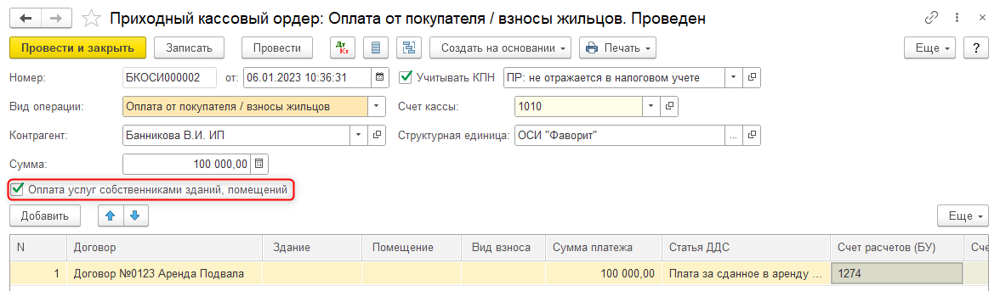 Приходный кассовый ордер: Оплата от покупателя / взносы жильцов. Проведен
Провести и закрыть Записать Провести Дт Кт Создать на основании Печать Еще ?
Номер: БКОСИ000002 от: 06.01.2023 10:36:31 Учитывать КПН ПР: не отражается в налоговом учете
Вид операции: Оплата от покупателя / взносы жильцов Счет кассы: 1010
Контрагент: Банникова В.И. ИП Структурная единица: ОСИ "Фаворит" ...
Сумма: 100 000,00
Оплата услуг собственниками зданий, помещений
Добавить Еще
N Договор Здание Помещение Вид взноса Сумма платежа Статья ДДС Счет расчетов (БУ) Сче
1 Договор №0123 Аренда Подвала 100 000,00 Плата за сданное в аренду ... 1274